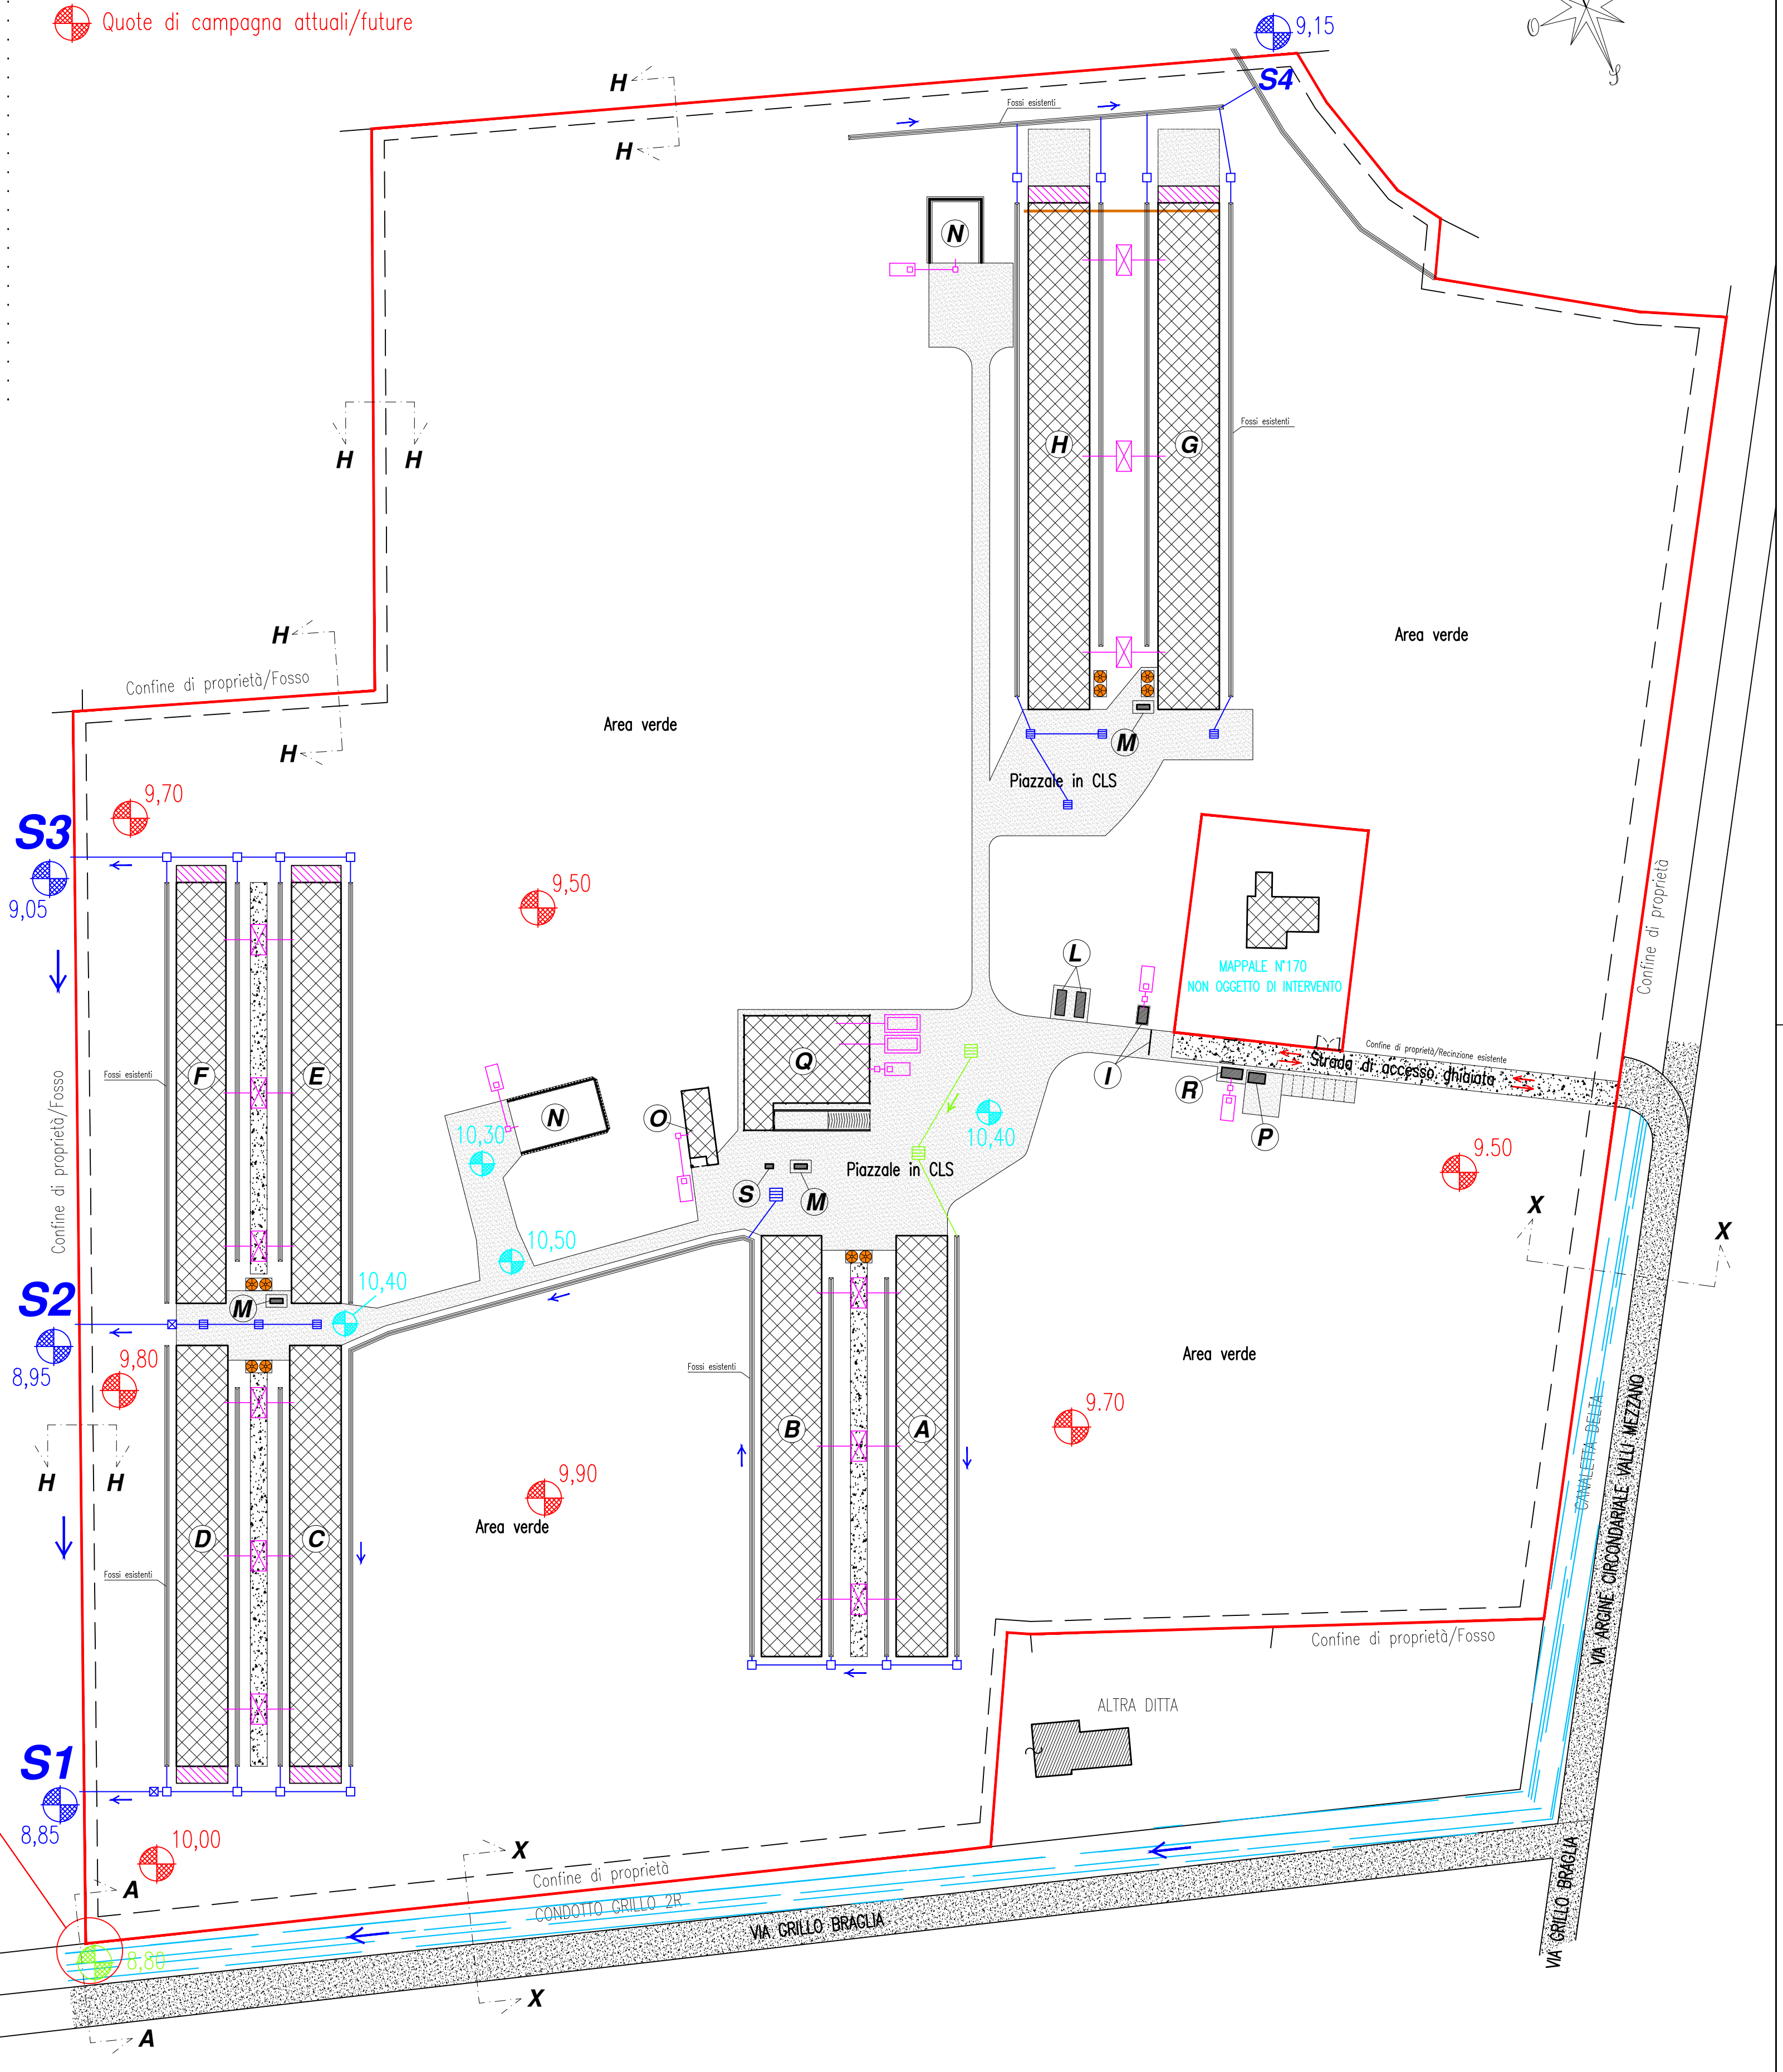 Quote di campagna attuali/future
O
S
9,15
S4
H
H
Fossi esistenti
N
H
H
H
G
Fossi esistenti
Area verde
H
Confine di proprietà/Fosso
H
Area verde
M
Piazzale in CLS
9,70
S3
9,05
9,50
Confine di proprietà
L
MAPPALE N°170
NON OGGETTO DI INTERVENTO
Confine di proprietà/Recinzione esistente
Strada di accesso ghiaiata
F
E
Fossi esistenti
Q
I
R
P
N
O
10,30
10,40
Confine di proprietà/Fosso
Piazzale in CLS
9.50
S
M
X
X
10,50
10,40
S2
M
8,95
9,80
Area verde
Fossi esistenti
9.70
B
A
H
H
9,90
Area verde
D
C
Fossi esistenti
CANALETTA DELTA
VIA ARGINE CIRCONDARIALE VALLI MEZZANO
Confine di proprietà/Fosso
ALTRA DITTA
S1
8,85
10,00
X
A
Confine di proprietà
CONDOTTO GRILLO 2R
VIA GRILLO BRAGLIA
VIA GRILLO BRAGLIA
8,80
X
A